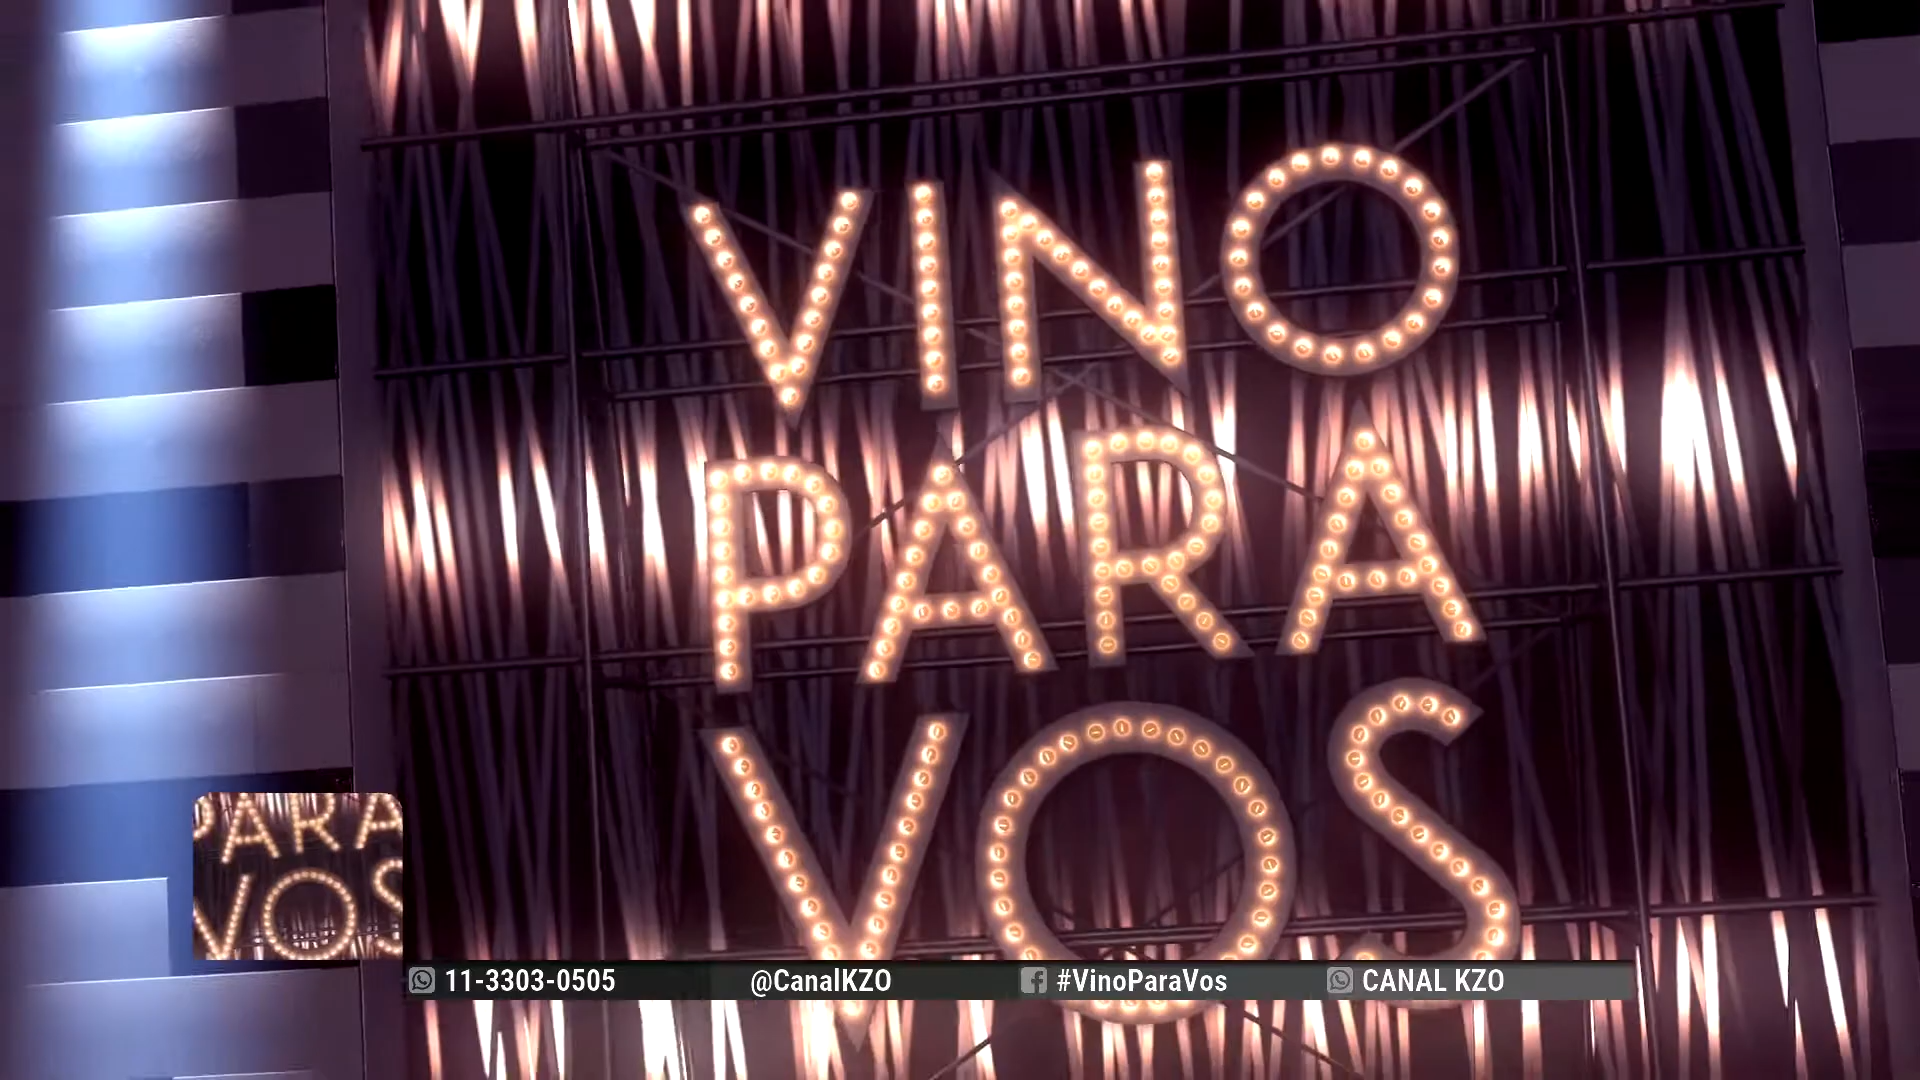 VINO
PARA
VOS
PARA
VOS
11-3303-0505 @CanalKZO #VinoParaVos CANAL KZO